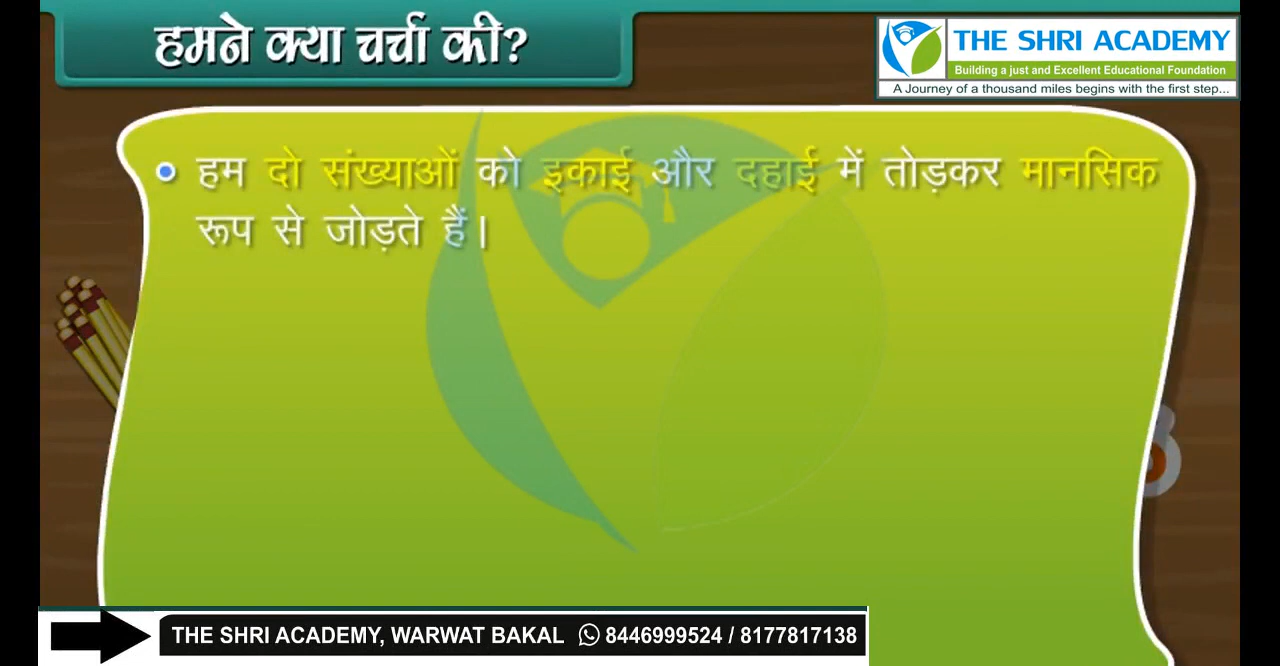 हमने क्या चर्चा की?
THE SHRI ACADEMY
Building a just and Excellent Educational Foundation
A Journey of a thousand miles begins with the first step...
हम दो संख्याओं को इकाई और दहाई में तोड़कर मानसिक
रूप से जोड़ते हैं।
THE SHRI ACADEMY, WARWAT BAKAL 8446999524 / 8177817138